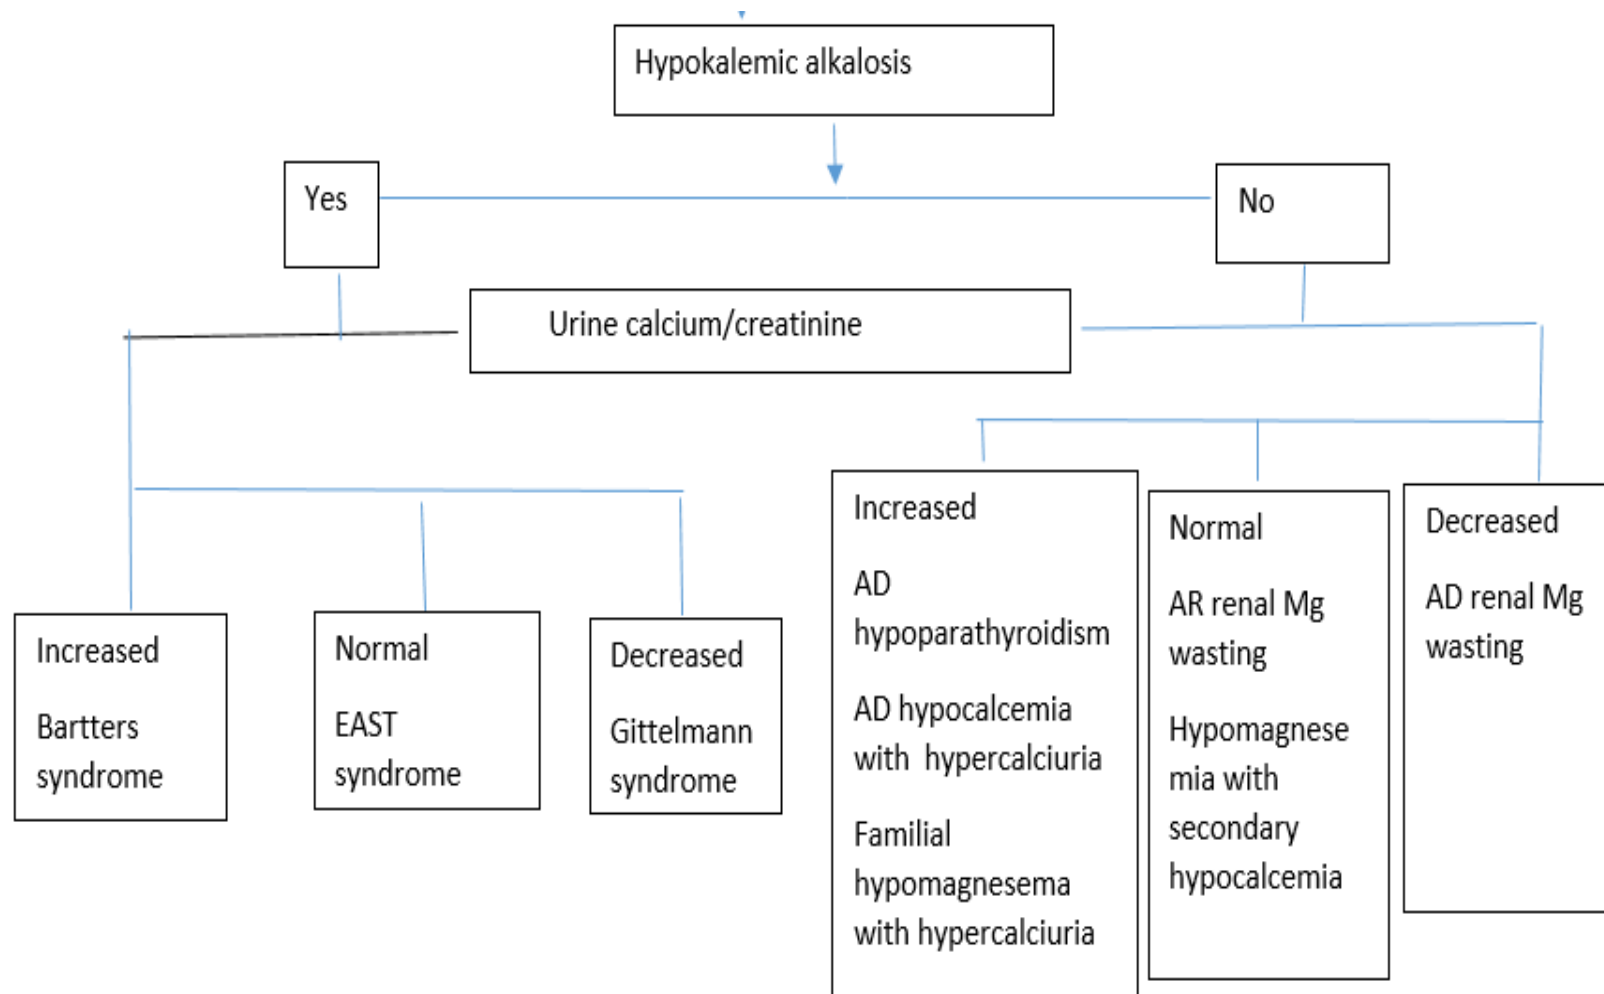 Hypokalemic alkalosis
Yes
No
Urine calcium/creatinine
Increased
Bartters
syndrome
Normal
EAST
syndrome
Decreased
Gittelmann
syndrome
Increased
AD
hypoparathyroidism
AD hypocalcemia
with hypercalciuria
Familial
hypomagnesema
with hypercalciuria
Normal
AR renal Mg
wasting
Hypomagnese
mia with
secondary
hypocalcemia
Decreased
AD renal Mg
wasting